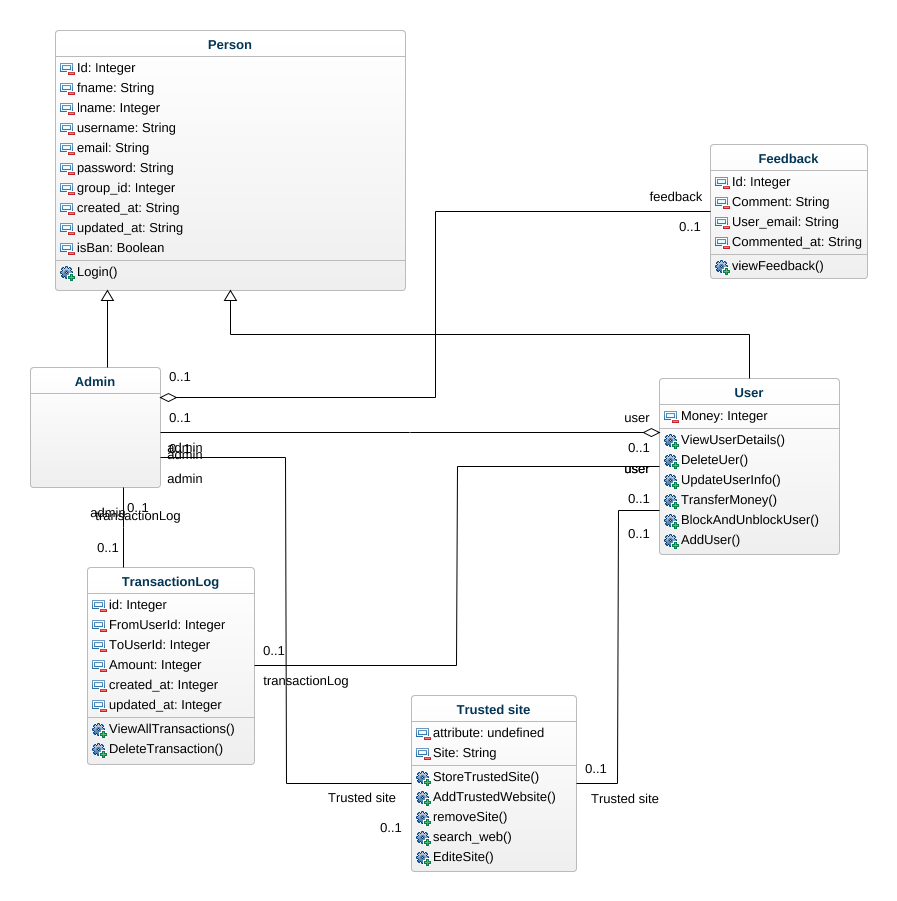 Person
Id: Integer
fname: String
lname: Integer
username: String
email: String
password: String
group_id: Integer
created_at: String
updated_at: String
isBan: Boolean
Login()
Feedback
Id: Integer
Comment: String
User_email: String
Commented_at: String
viewFeedback()
feedback
0..1
Admin
0..1
0..1
0..1
admin
admin
admin
admin
0..1
transactionLog
0..1
user
0..1
user
0..1
0..1
User
Money: Integer
ViewUserDetails()
DeleteUer()
UpdateUserInfo()
TransferMoney()
BlockAndUnblockUser()
AddUser()
TransactionLog
id: Integer
FromUserId: Integer
ToUserId: Integer
Amount: Integer
created_at: Integer
updated_at: Integer
ViewAllTransactions()
DeleteTransaction()
0..1
transactionLog
Trusted site
attribute: undefined
Site: String
StoreTrustedSite()
AddTrustedWebsite()
removeSite()
search_web()
EditeSite()
Trusted site
0..1
0..1
Trusted site